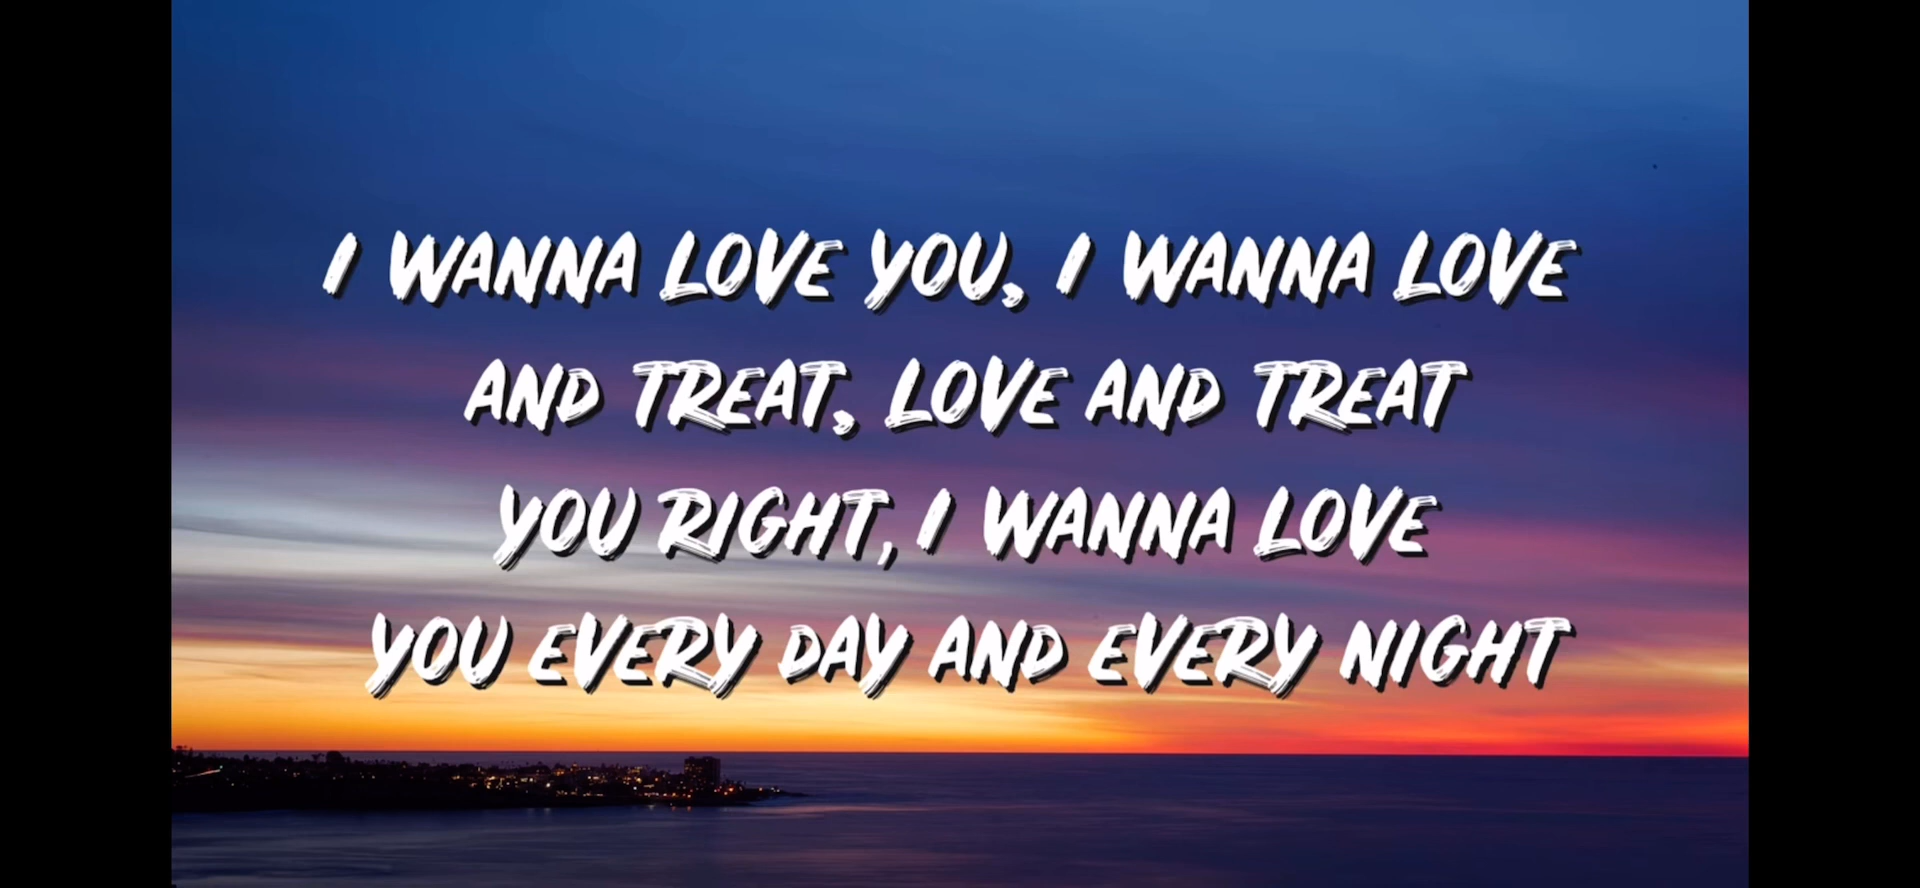 I WANNA LOVE YOU, I WANNA LOVE
AND TREAT, LOVE AND TREAT
YOU RIGHT, I WANNA LOVE
YOU EVERY DAY AND EVERY NIGHT